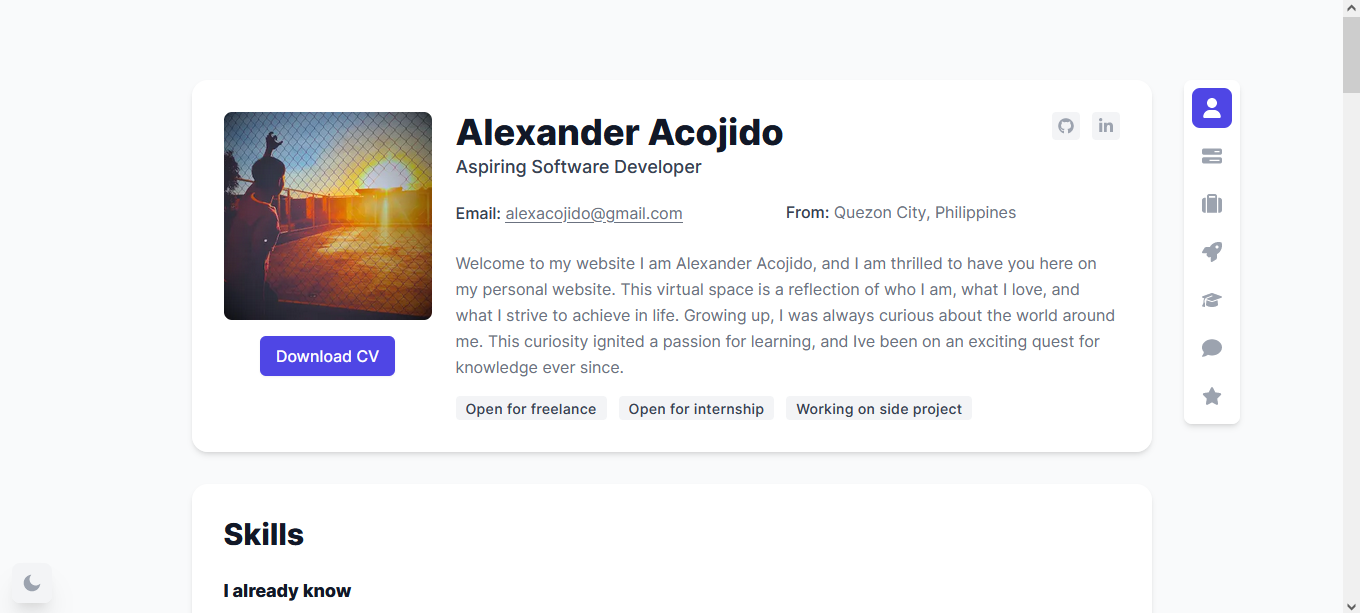 Alexander Acojido
Aspiring Software Developer
Email: alexacojido@gmail.com
From: Quezon City, Philippines
Welcome to my website I am Alexander Acojido, and I am thrilled to have you here on
my personal website. This virtual space is a reflection of who I am, what I love, and
what I strive to achieve in life. Growing up, I was always curious about the world around
me. This curiosity ignited a passion for learning, and Ive been on an exciting quest for
knowledge ever since.
Download CV
Open for freelance
Open for internship
Working on side project
Skills
I already know